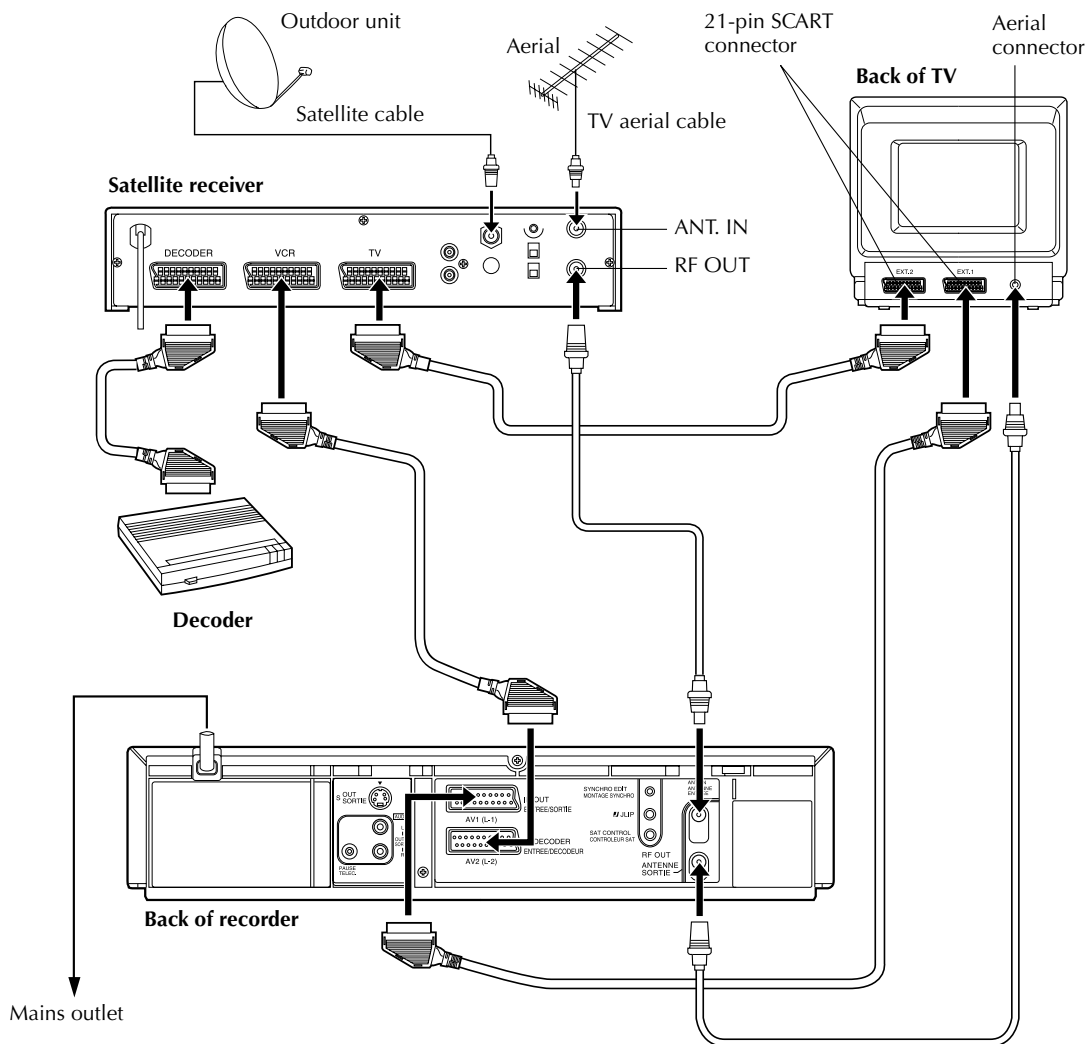 Outdoor unit
Aerial
21-pin SCART
connector
Aerial
connector
Back of TV
Satellite cable
TV aerial cable
Satellite receiver
ANT. IN
RF OUT
DECODER
VCR
TV
EXT.2
EXT.1
Decoder
S OUT
SORTIE
PAUSE
TELEC.
AV1 (L-1)
ENTREE/SORTIE
DECODER
AV2 (L-2)
ENTREE/DECODEUR
SYNCHRO EDIT
MONTAGE SYNCHRO
JLIP
SAT CONTROL
CONTROLEUR SAT
RF OUT
ANTENNE
SORTIE
Back of recorder
Mains outlet